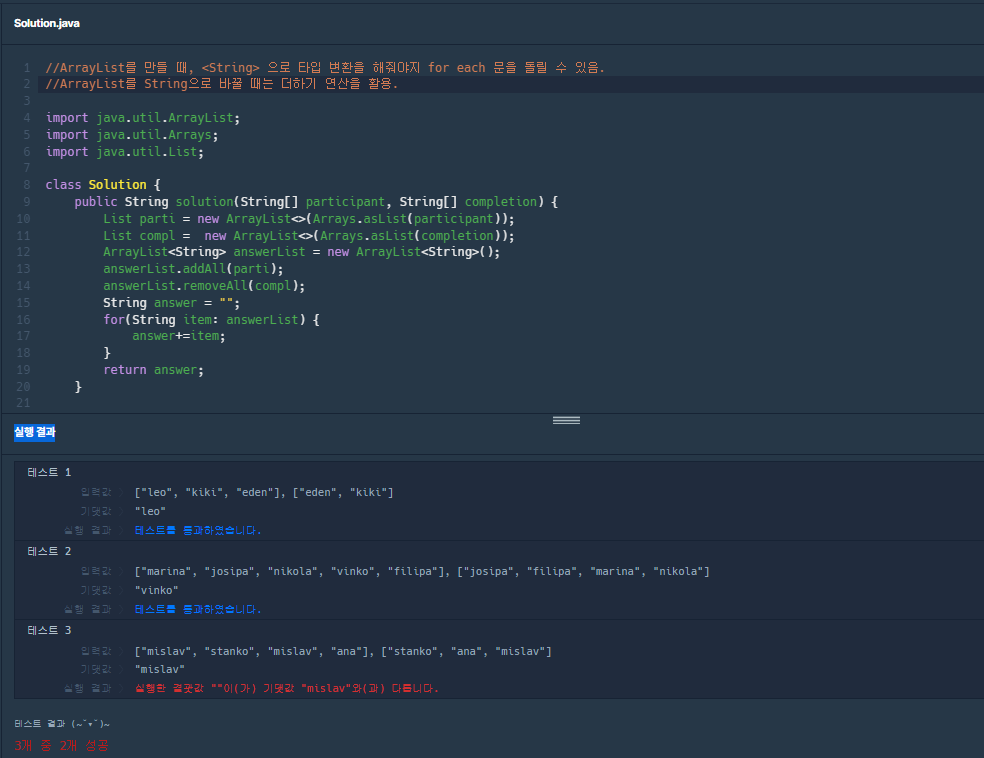 Solution.java
1 //ArrayList를 만들 때, <String> 으로 타입 변환을 해줘야지 for each 문을 돌릴 수 있음.
2 //ArrayList를 String으로 바꿀 때는 더하기 연산을 활용.
3
4 import java.util.ArrayList;
5 import java.util.Arrays;
6 import java.util.List;
7
8 class Solution {
9 public String solution(String[] participant, String[] completion) {
10 List parti = new ArrayList<>(Arrays.asList(participant));
11 List compl =  new ArrayList<>(Arrays.asList(completion));
12 ArrayList<String> answerList = new ArrayList<String>();
13 answerList.addAll(parti);
14 answerList.removeAll(compl);
15 String answer = "";
16 for(String item: answerList) {
17 answer+=item;
18 }
19 return answer;
20 }
21
실행 결과
테스트 1
입력값 ["leo", "kiki", "eden"], ["eden", "kiki"]
기댓값 "leo"
실행 결과 테스트를 통과하였습니다.
테스트 2
입력값 ["marina", "josipa", "nikola", "vinko", "filipa"], ["josipa", "filipa", "marina", "nikola"]
기댓값 "vinko"
실행 결과 테스트를 통과하였습니다.
테스트 3
입력값 ["mislav", "stanko", "mislav", "ana"], ["stanko", "ana", "mislav"]
기댓값 "mislav"
실행 결과 실행한 결괏값 ""이(가) 기댓값 "mislav"와(과) 다릅니다.
테스트 결과 (~˘▾˘)~
3개 중 2개 성공